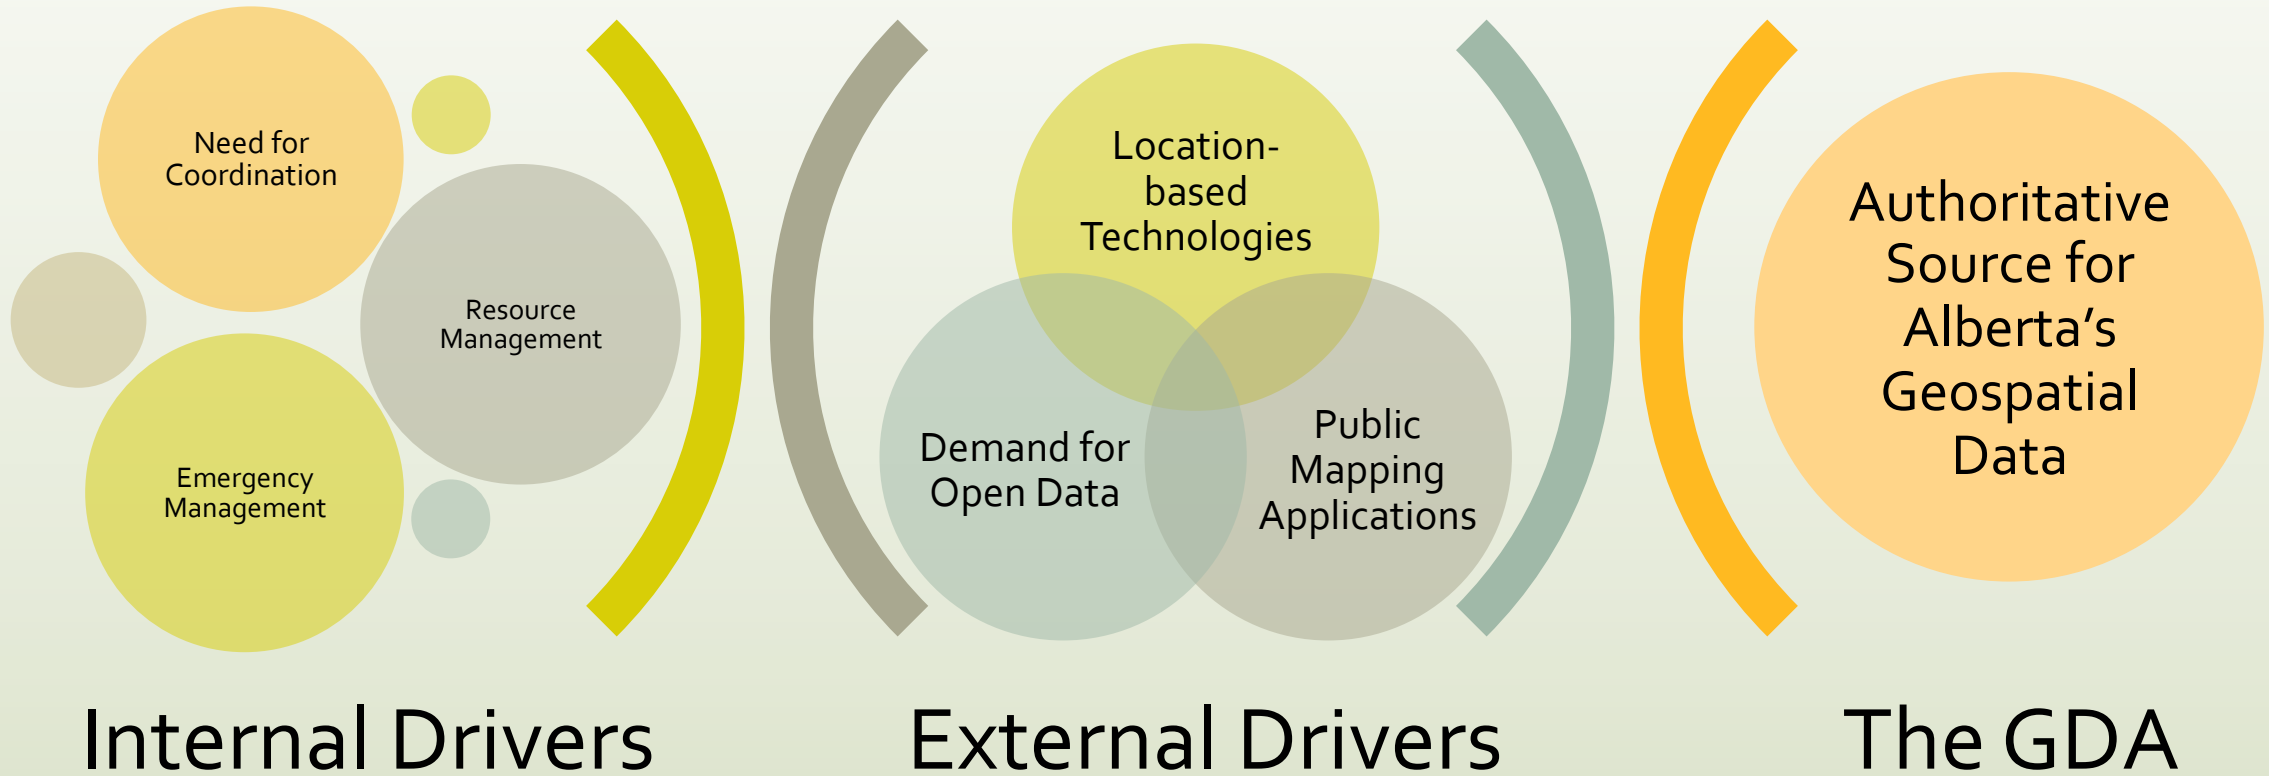 Need for
Coordination
Resource
Management
Emergency
Management
Internal Drivers
Location-
based
Technologies
Demand for
Open Data
Public
Mapping
Applications
External Drivers
Authoritative
Source for
Alberta’s
Geospatial
Data
The GDA